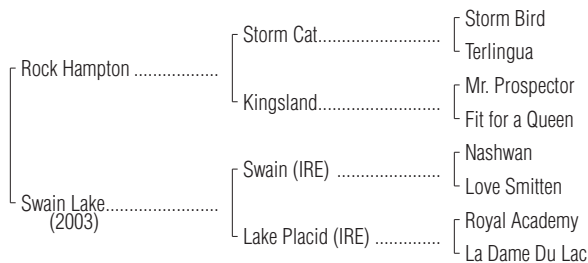 Storm Bird
Storm Cat..................................
Terlingua
Rock Hampton .......................
Mr. Prospector
Kingsland..................................
Fit for a Queen
Nashwan
Swain (IRE) ............................
Love Smitten
Swain Lake...............................
(2003)
Royal Academy
Lake Placid (IRE) ..................
La Dame Du Lac